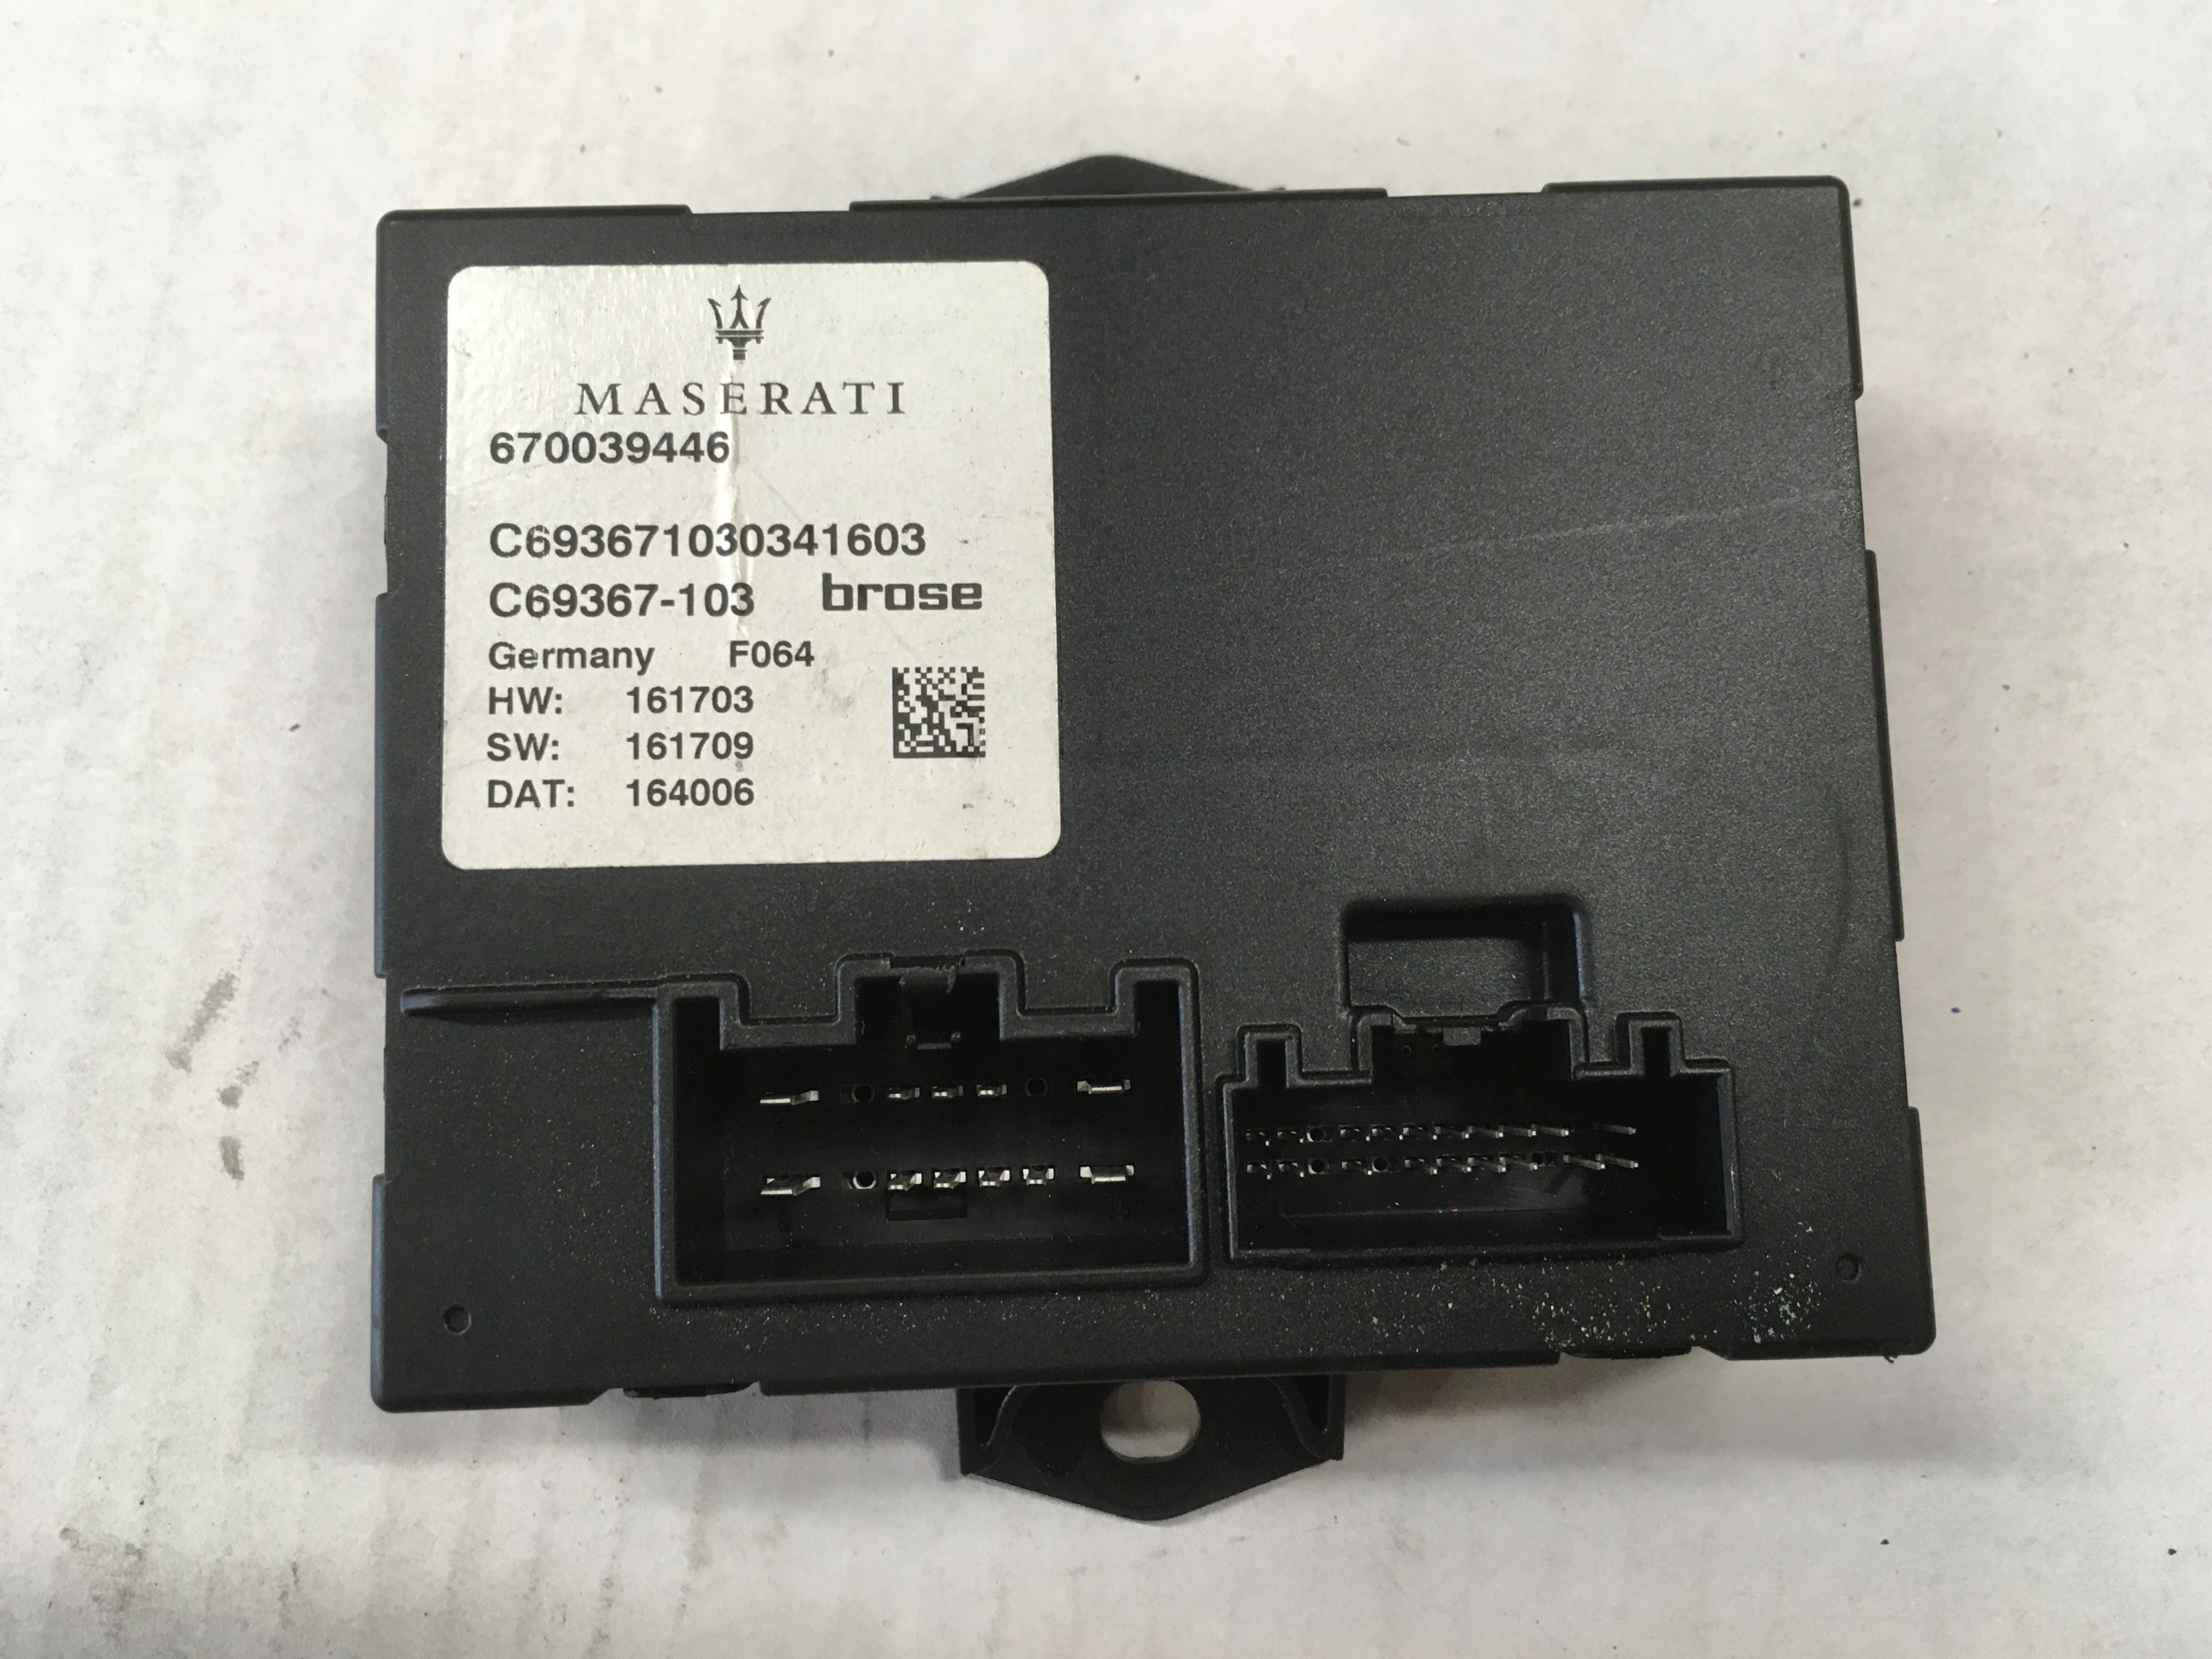 MASERATI
670039446
C693671030341603
C69367-103 brose
Germany F064
HW: 161703
SW: 161709
DAT: 164006